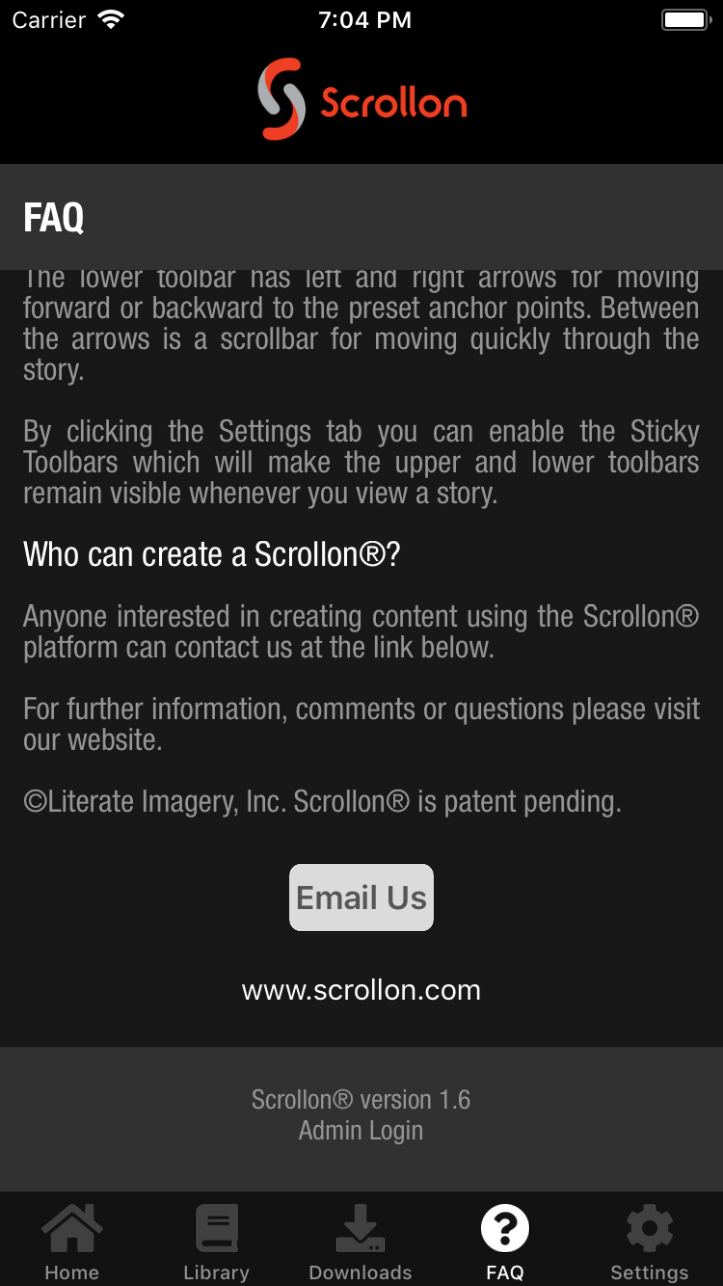 Carrier 7:04 PM
Scrollon
FAQ
The lower toolbar has left and right arrows for moving
forward or backward to the preset anchor points. Between
the arrows is a scrollbar for moving quickly through the
story.
By clicking the Settings tab you can enable the Sticky
Toolbars which will make the upper and lower toolbars
remain visible whenever you view a story.
Who can create a Scrollon®?
Anyone interested in creating content using the Scrollon®
platform can contact us at the link below.
For further information, comments or questions please visit
our website.
©Literate Imagery, Inc. Scrollon® is patent pending.
Email Us
www.scrollon.com
Scrollon® version 1.6
Admin Login
Home Library Downloads FAQ Settings